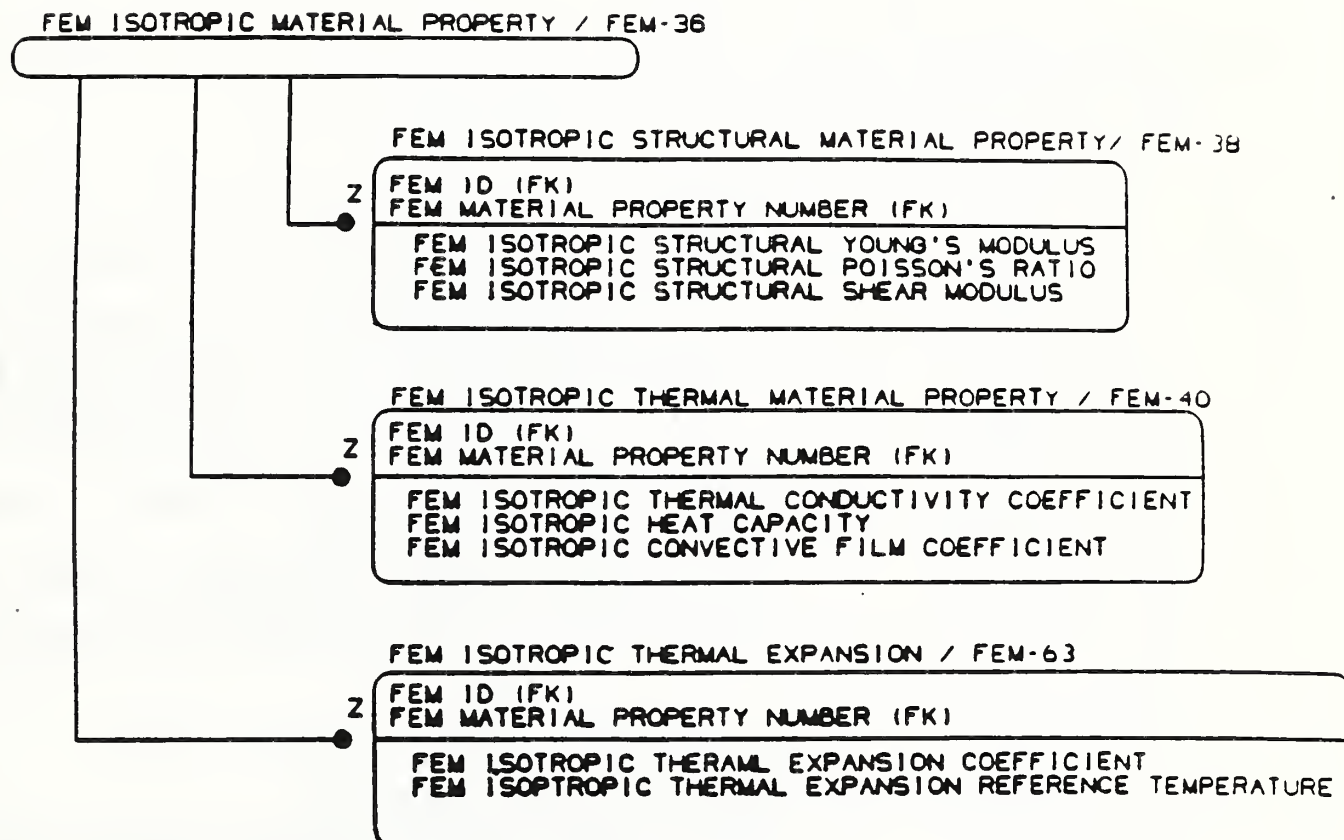 FEM ISOTROPIC MATERIAL PROPERTY / FEM-36
FEM ISOTROPIC STRUCTURAL MATERIAL PROPERTY/ FEM-38
Z
FEM ID (FK)
FEM MATERIAL PROPERTY NUMBER (FK)
FEM ISOTROPIC STRUCTURAL YOUNG'S MODULUS
FEM ISOTROPIC STRUCTURAL POISSON'S RATIO
FEM ISOTROPIC STRUCTURAL SHEAR MODULUS
FEM ISOTROPIC THERMAL MATERIAL PROPERTY / FEM-40
Z
FEM ID (FK)
FEM MATERIAL PROPERTY NUMBER (FK)
FEM ISOTROPIC THERMAL CONDUCTIVITY COEFFICIENT
FEM ISOTROPIC HEAT CAPACITY
FEM ISOTROPIC CONVECTIVE FILM COEFFICIENT
FEM ISOTROPIC THERMAL EXPANSION / FEM-63
Z
FEM ID (FK)
FEM MATERIAL PROPERTY NUMBER (FK)
FEM ISOTROPIC THERAML EXPANSION COEFFICIENT
FEM ISOPTROPIC THERMAL EXPANSION REFERENCE TEMPERATURE